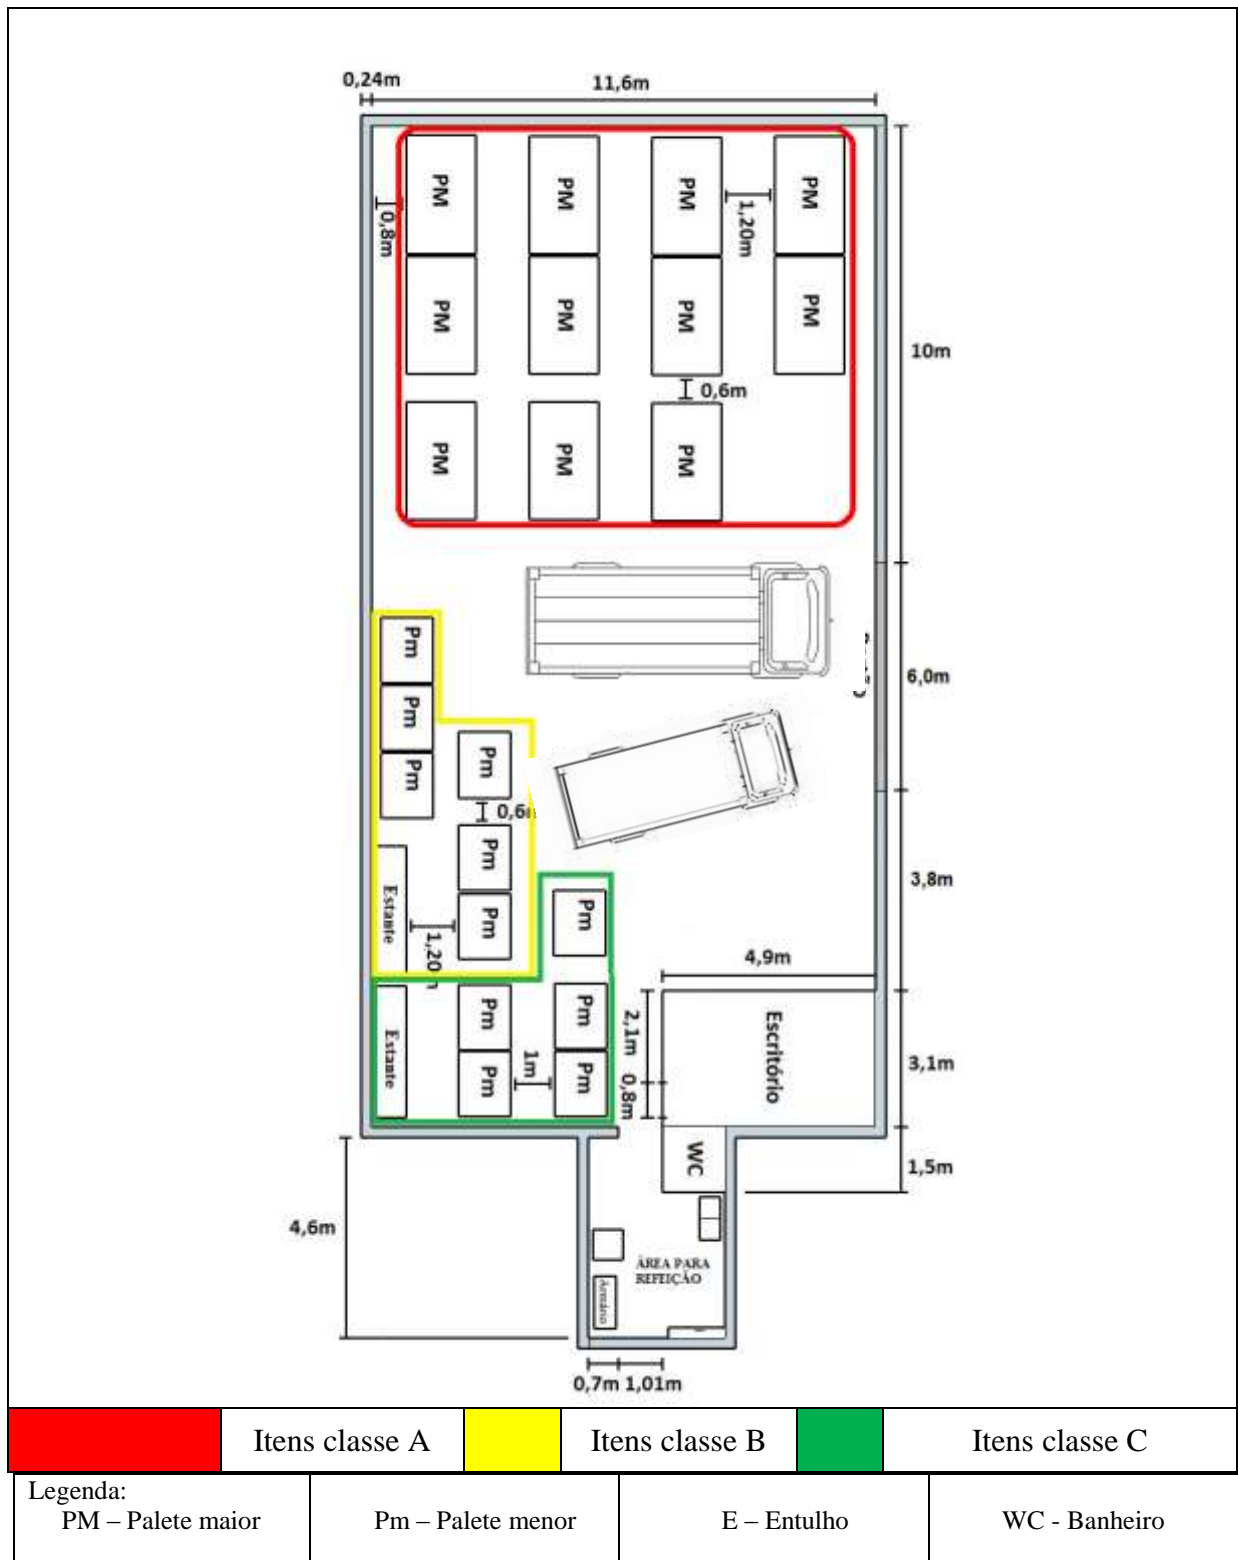 0,24m 11,6m
PM PM PM PM
0,8m 1,20m
PM PM PM PM
10m
0,6m
PM PM PM
Pm
6,0m
Pm
Pm Pm
0,6
Pm
3,8m
Estante Pm Pm
1,20
4,9m
Pm Pm
2,1m Escritório
Estante 1m
Pm Pm 0,8m
3,1m
WC
1,5m
4,6m
ÁREA PARA
REFEIÇÃO
Armário
0,7m 1,01m
Itens classe A Itens classe B Itens classe C
Legenda:
PM – Palete maior Pm – Palete menor E – Entulho WC - Banheiro